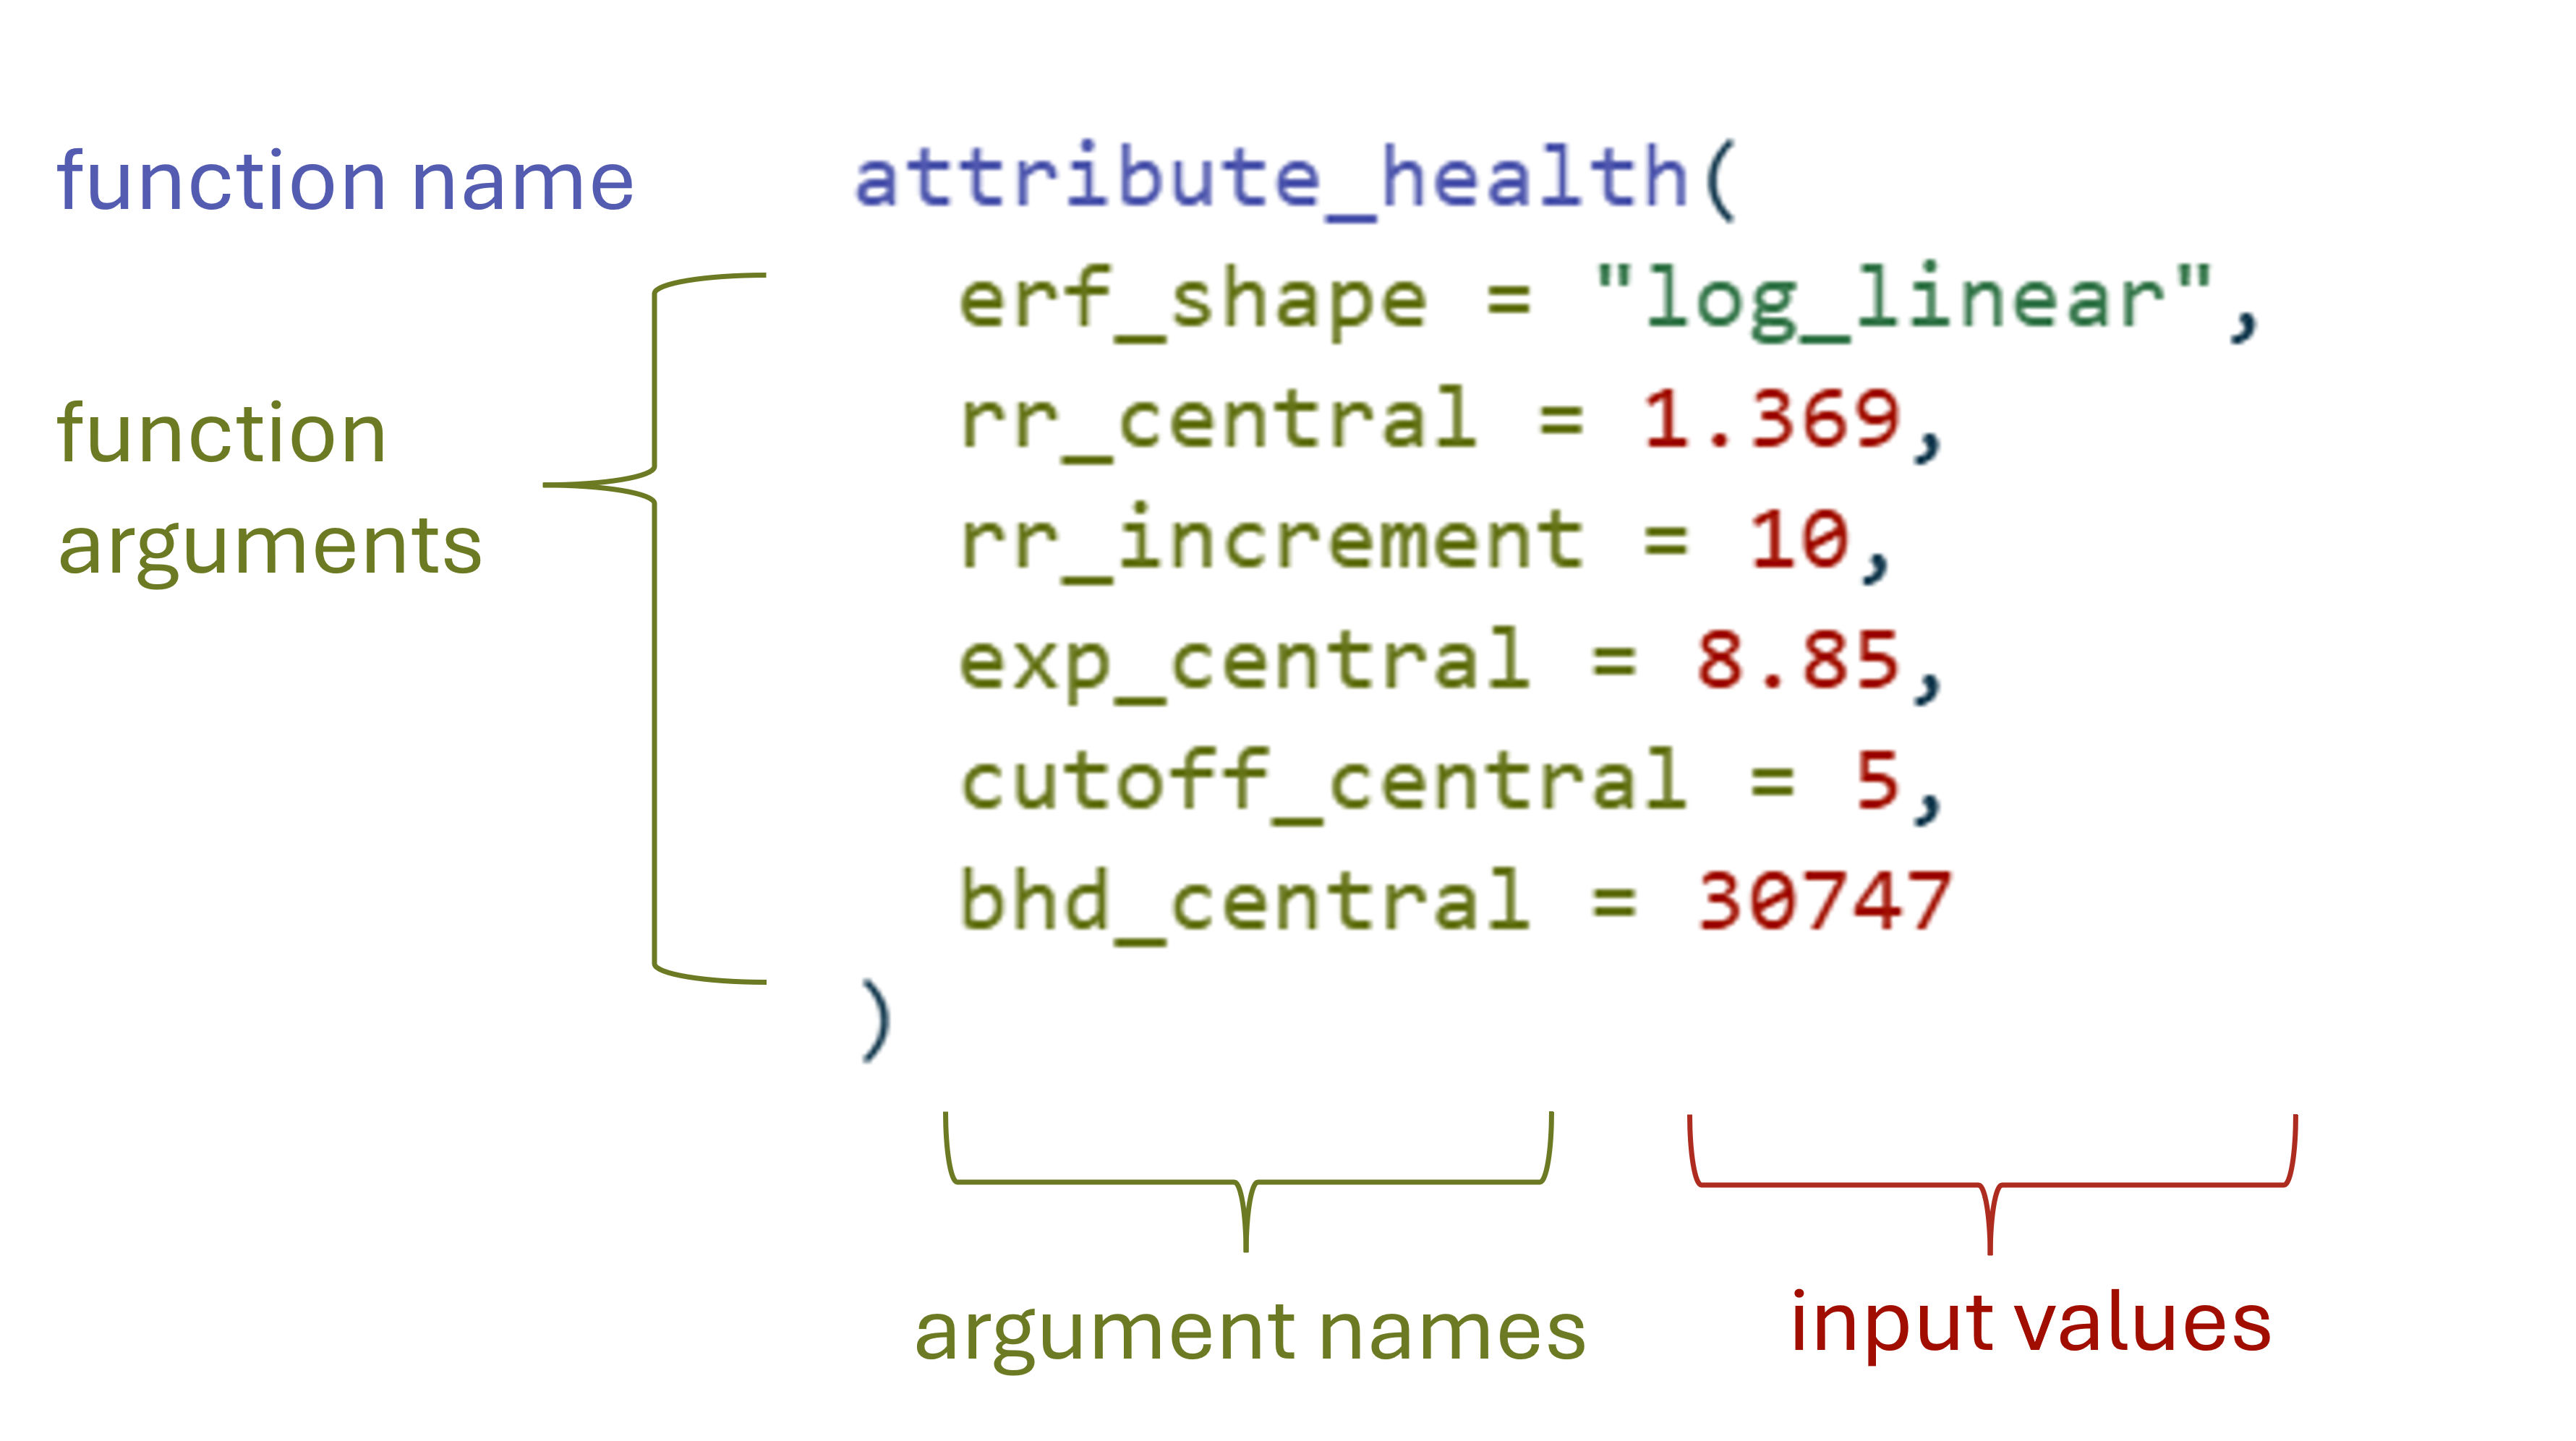 function name
attribute_health(
erf_shape = "log_linear",
rr_central = 1.369,
rr_increment = 10,
exp_central = 8.85,
cutoff_central = 5,
bhd_central = 30747
)
function
arguments
argument names
input values